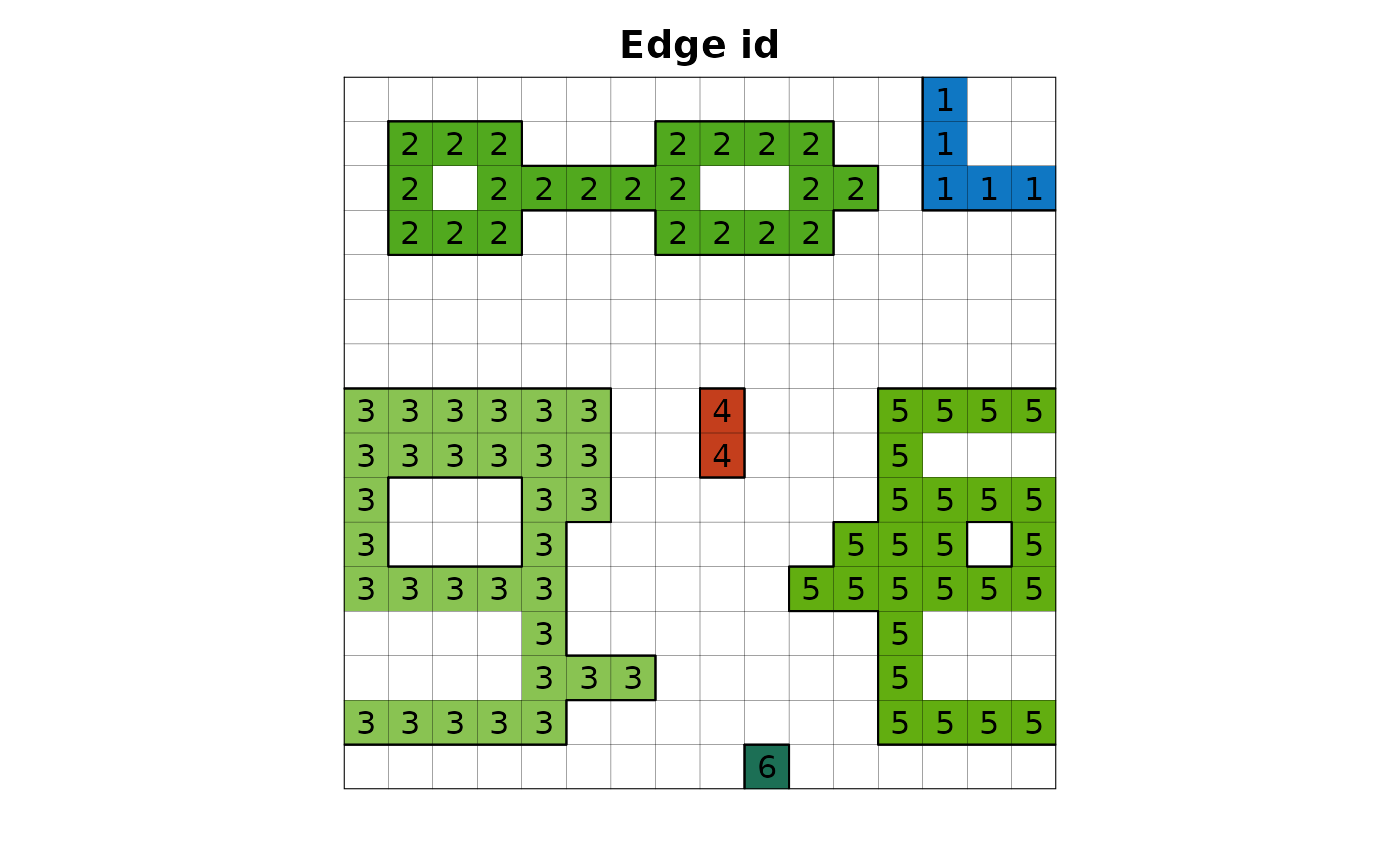 Edge id
1
2 2 2 2 2 2 2 1
2 2 2 2 2 2 2 2 1 1 1
2 2 2 2 2 2 2
3 3 3 3 3 3 4 5 5 5 5
3 3 3 3 3 3 4 5
3 3 3 5 5 5 5
3 3 5 5 5 5
3 3 3 3 3 5 5 5 5 5 5
3 5
3 3 3 5
3 3 3 3 3 5 5 5 5
6